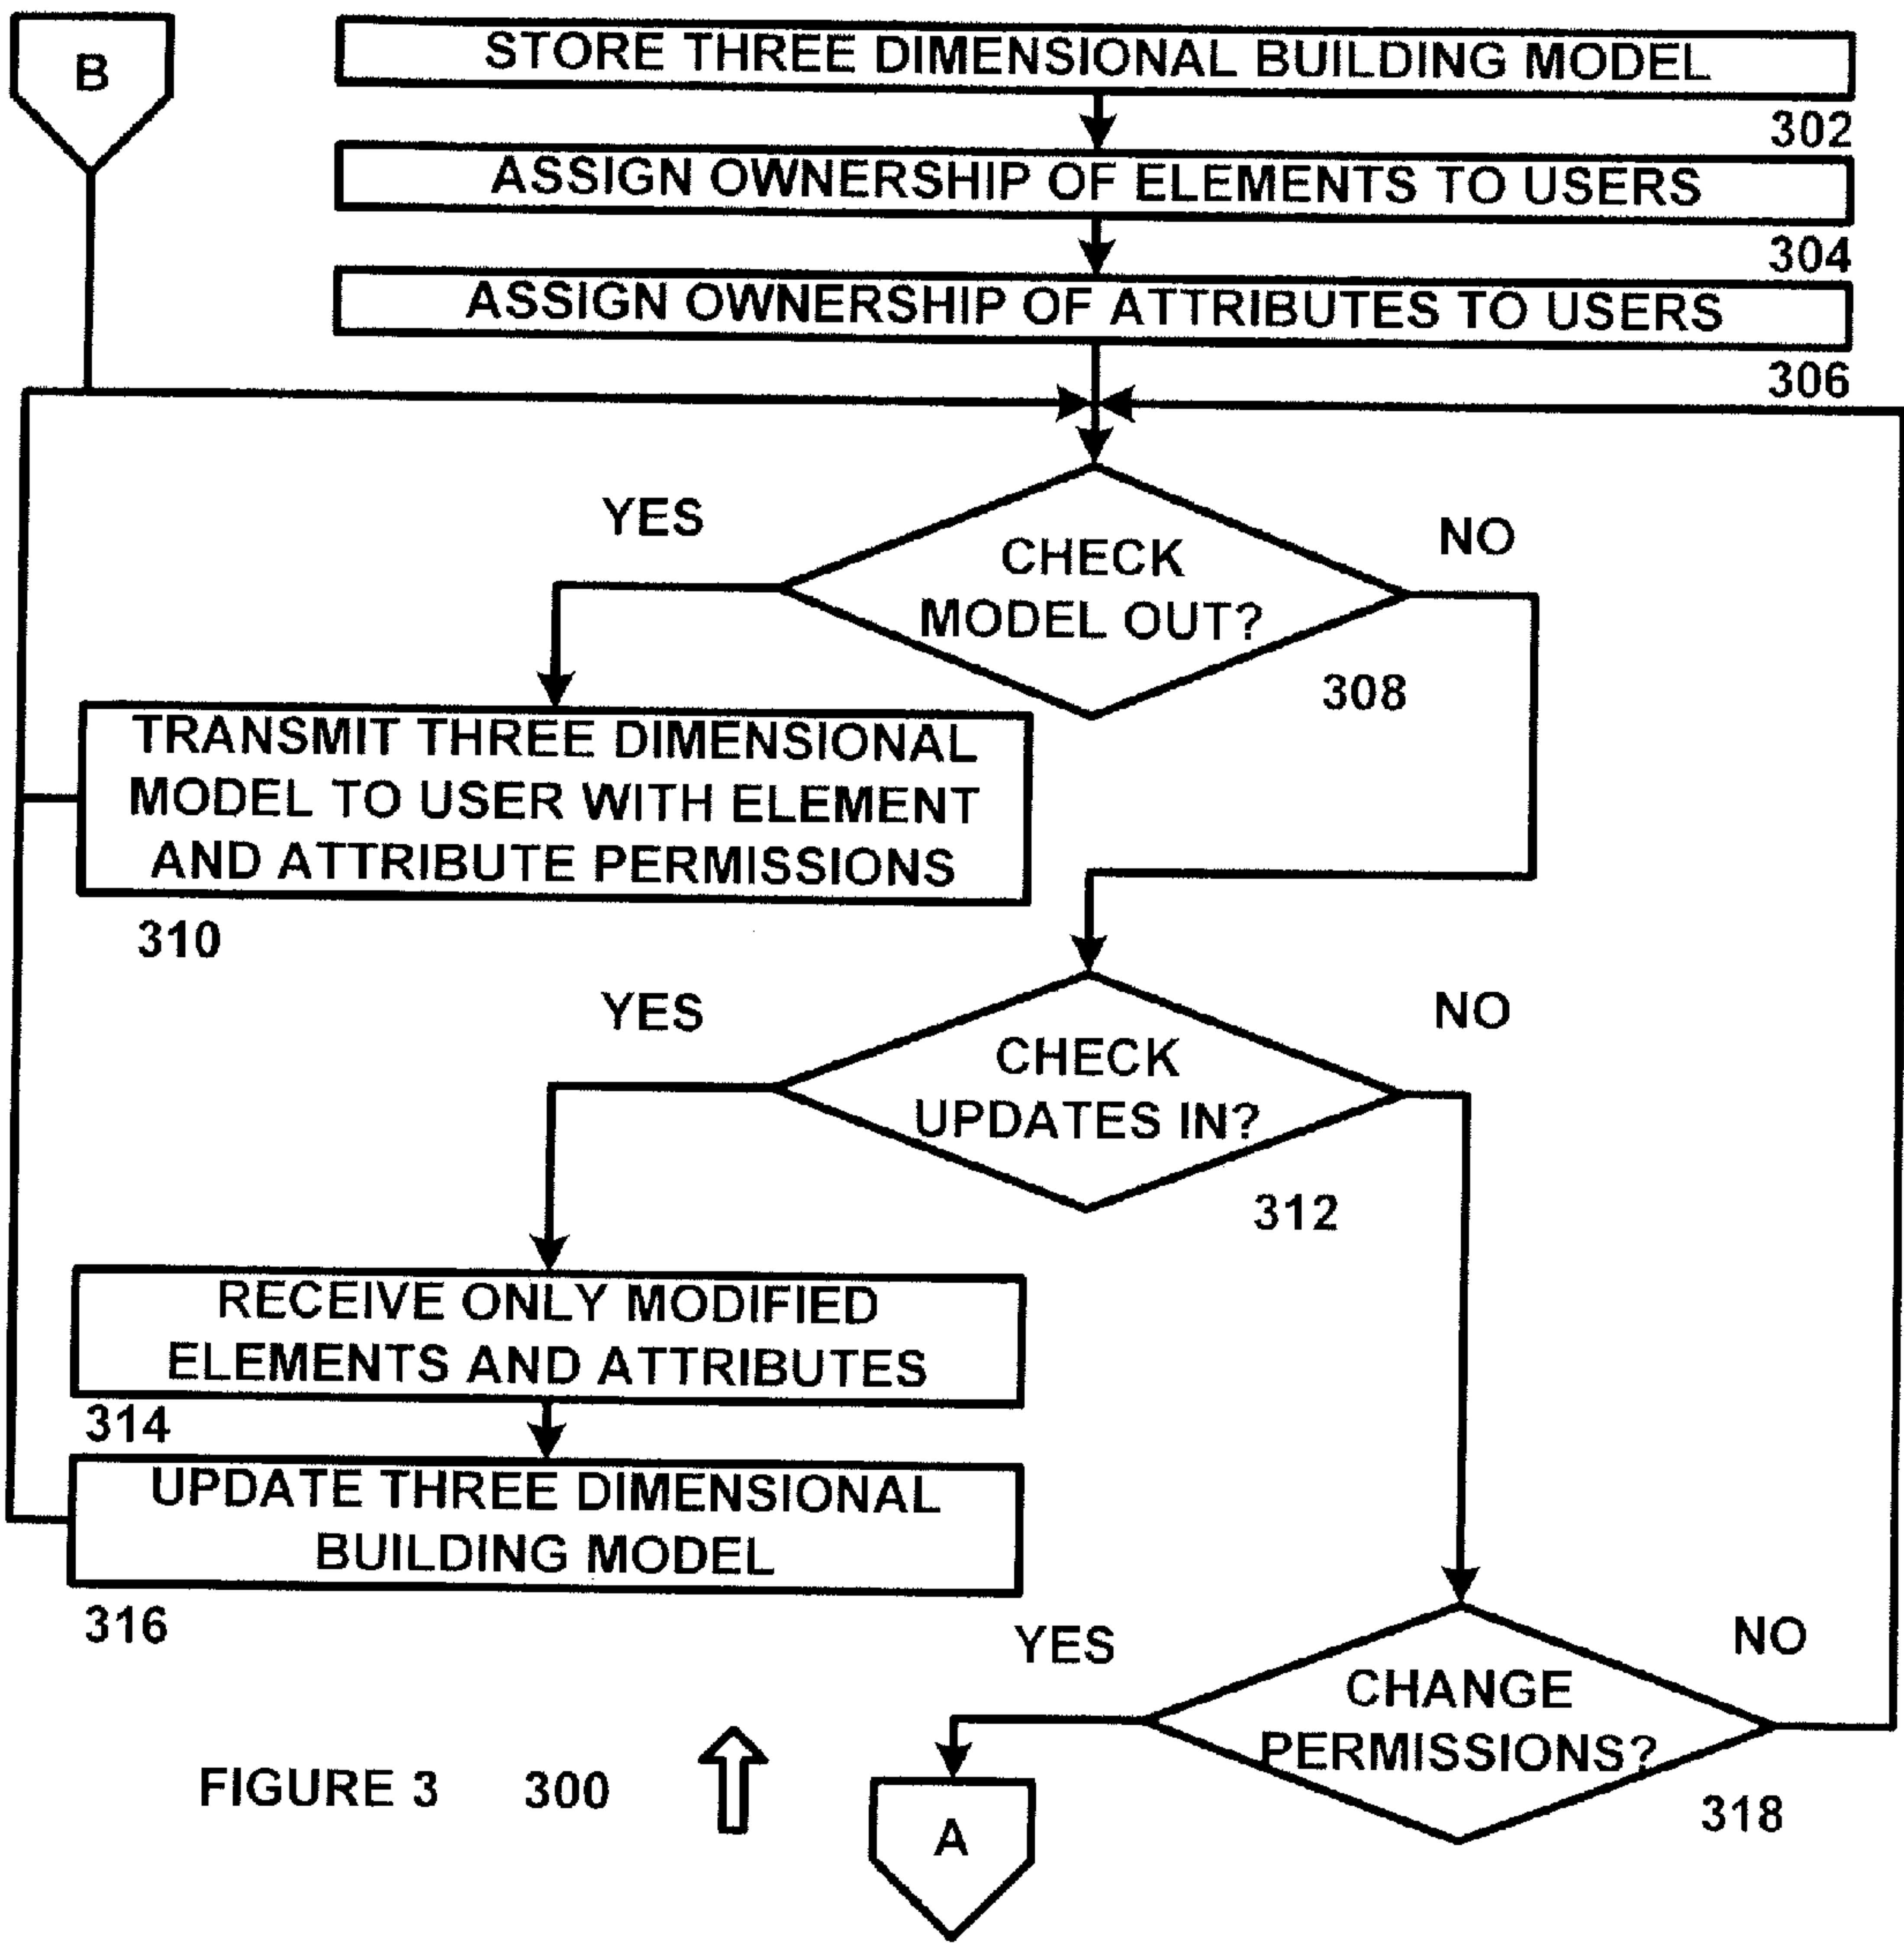 B
STORE THREE DIMENSIONAL BUILDING MODEL
302
ASSIGN OWNERSHIP OF ELEMENTS TO USERS
304
ASSIGN OWNERSHIP OF ATTRIBUTES TO USERS
306
YES
NO
CHECK
MODEL OUT?
308
TRANSMIT THREE DIMENSIONAL
MODEL TO USER WITH ELEMENT
AND ATTRIBUTE PERMISSIONS
310
YES
NO
CHECK
UPDATES IN?
312
RECEIVE ONLY MODIFIED
ELEMENTS AND ATTRIBUTES
314
UPDATE THREE DIMENSIONAL
BUILDING MODEL
316
YES
NO
CHANGE
PERMISSIONS?
318
A
FIGURE 3 300